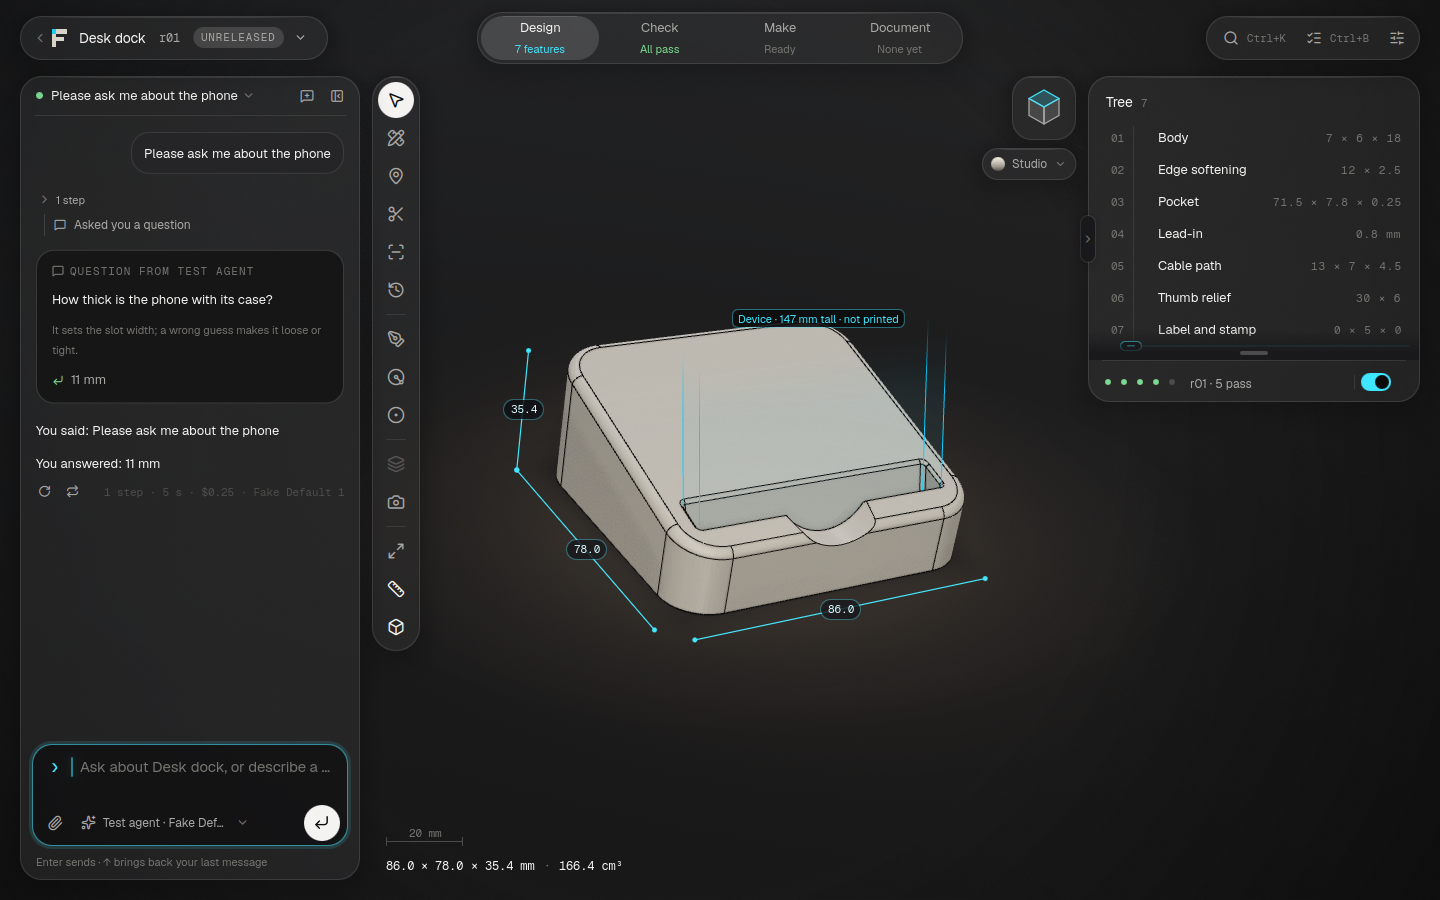 Desk dock r01 UNRELEASED
Design
7 features
Check
All pass
Make
Ready
Document
None yet
Ctrl+K
Ctrl+B
Please ask me about the phone
Please ask me about the phone
1 step
Asked you a question
QUESTION FROM TEST AGENT
How thick is the phone with its case?
It sets the slot width; a wrong guess makes it loose or
tight.
11 mm
You said: Please ask me about the phone
You answered: 11 mm
1 step · 5 s · $0.25 · Fake Default 1
Ask about Desk dock, or describe a ...
Test agent · Fake Def...
Enter sends · ↑ brings back your last message
Device · 147 mm tall · not printed
35.4
78.0
86.0
20 mm
86.0 × 78.0 × 35.4 mm · 166.4 cm³
Studio
Tree 7
01 Body 7 × 6 × 18
02 Edge softening 12 × 2.5
03 Pocket 71.5 × 7.8 × 0.25
04 Lead-in 0.8 mm
05 Cable path 13 × 7 × 4.5
06 Thumb relief 30 × 6
07 Label and stamp 0 × 5 × 0
r01 · 5 pass